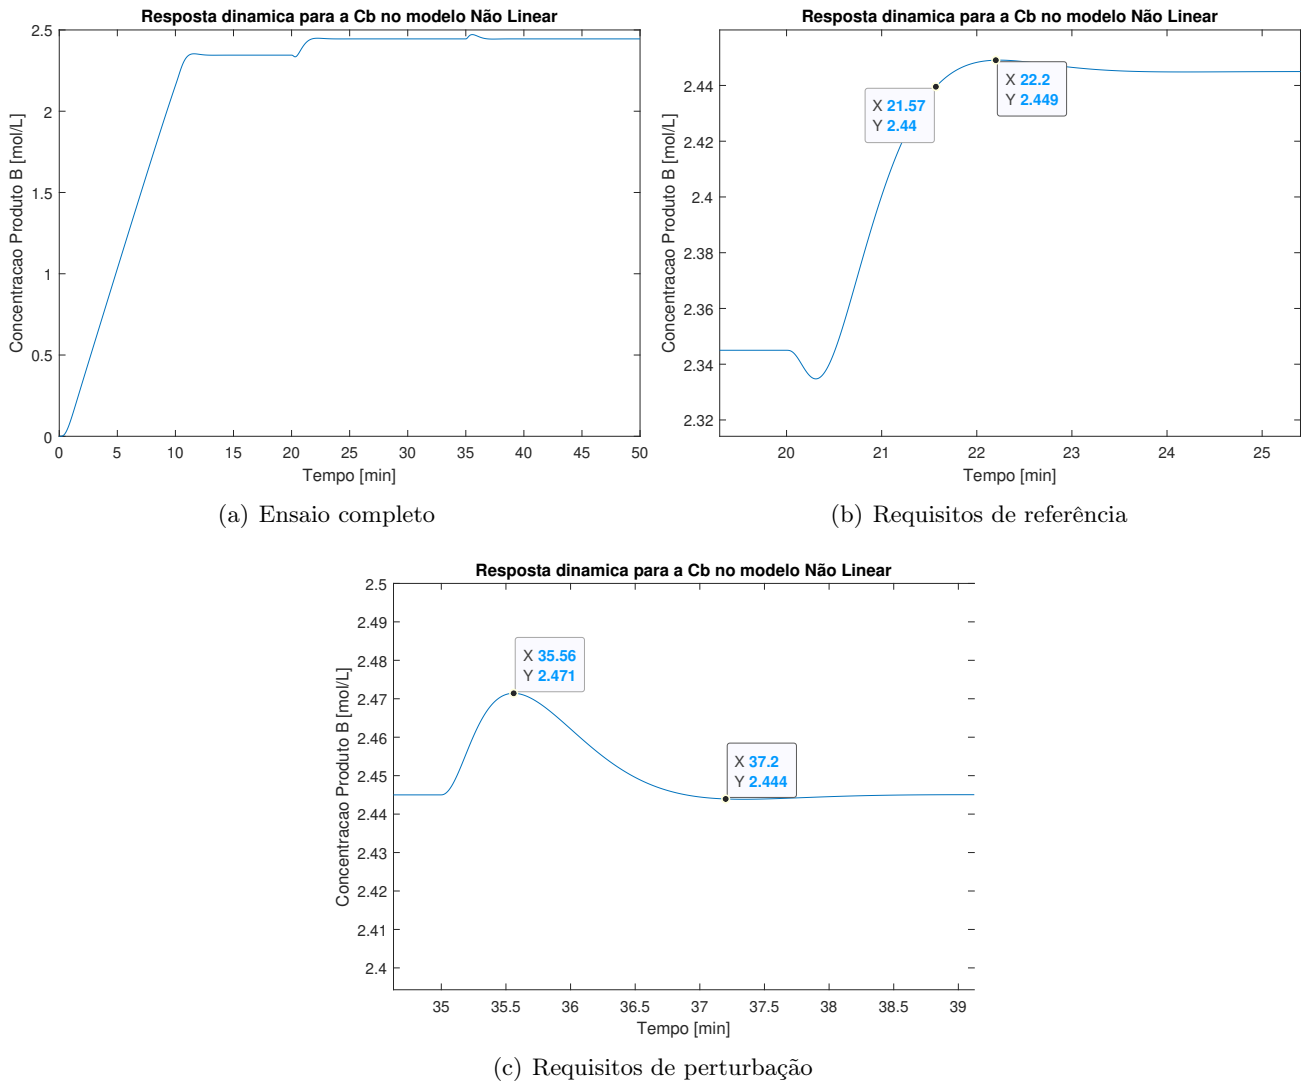 Resposta dinamica para a Cb no modelo Não Linear
Concentracao Produto B [mol/L]
2.5
2
1.5
1
0.5
0
0 5 10 15 20 25 30 35 40 45 50
Tempo [min]
(a) Ensaio completo
Resposta dinamica para a Cb no modelo Não Linear
Concentracao Produto B [mol/L]
2.44
2.42
2.4
2.38
2.36
2.34
2.32
X 21.57
Y 2.44
X 22.2
Y 2.449
20 21 22 23 24 25
Tempo [min]
(b) Requisitos de referência
Resposta dinamica para a Cb no modelo Não Linear
Concentracao Produto B [mol/L]
2.5
2.49
2.48
2.47
2.46
2.45
2.44
2.43
2.42
2.41
2.4
X 35.56
Y 2.471
X 37.2
Y 2.444
35 35.5 36 36.5 37 37.5 38 38.5 39
Tempo [min]
(c) Requisitos de perturbação